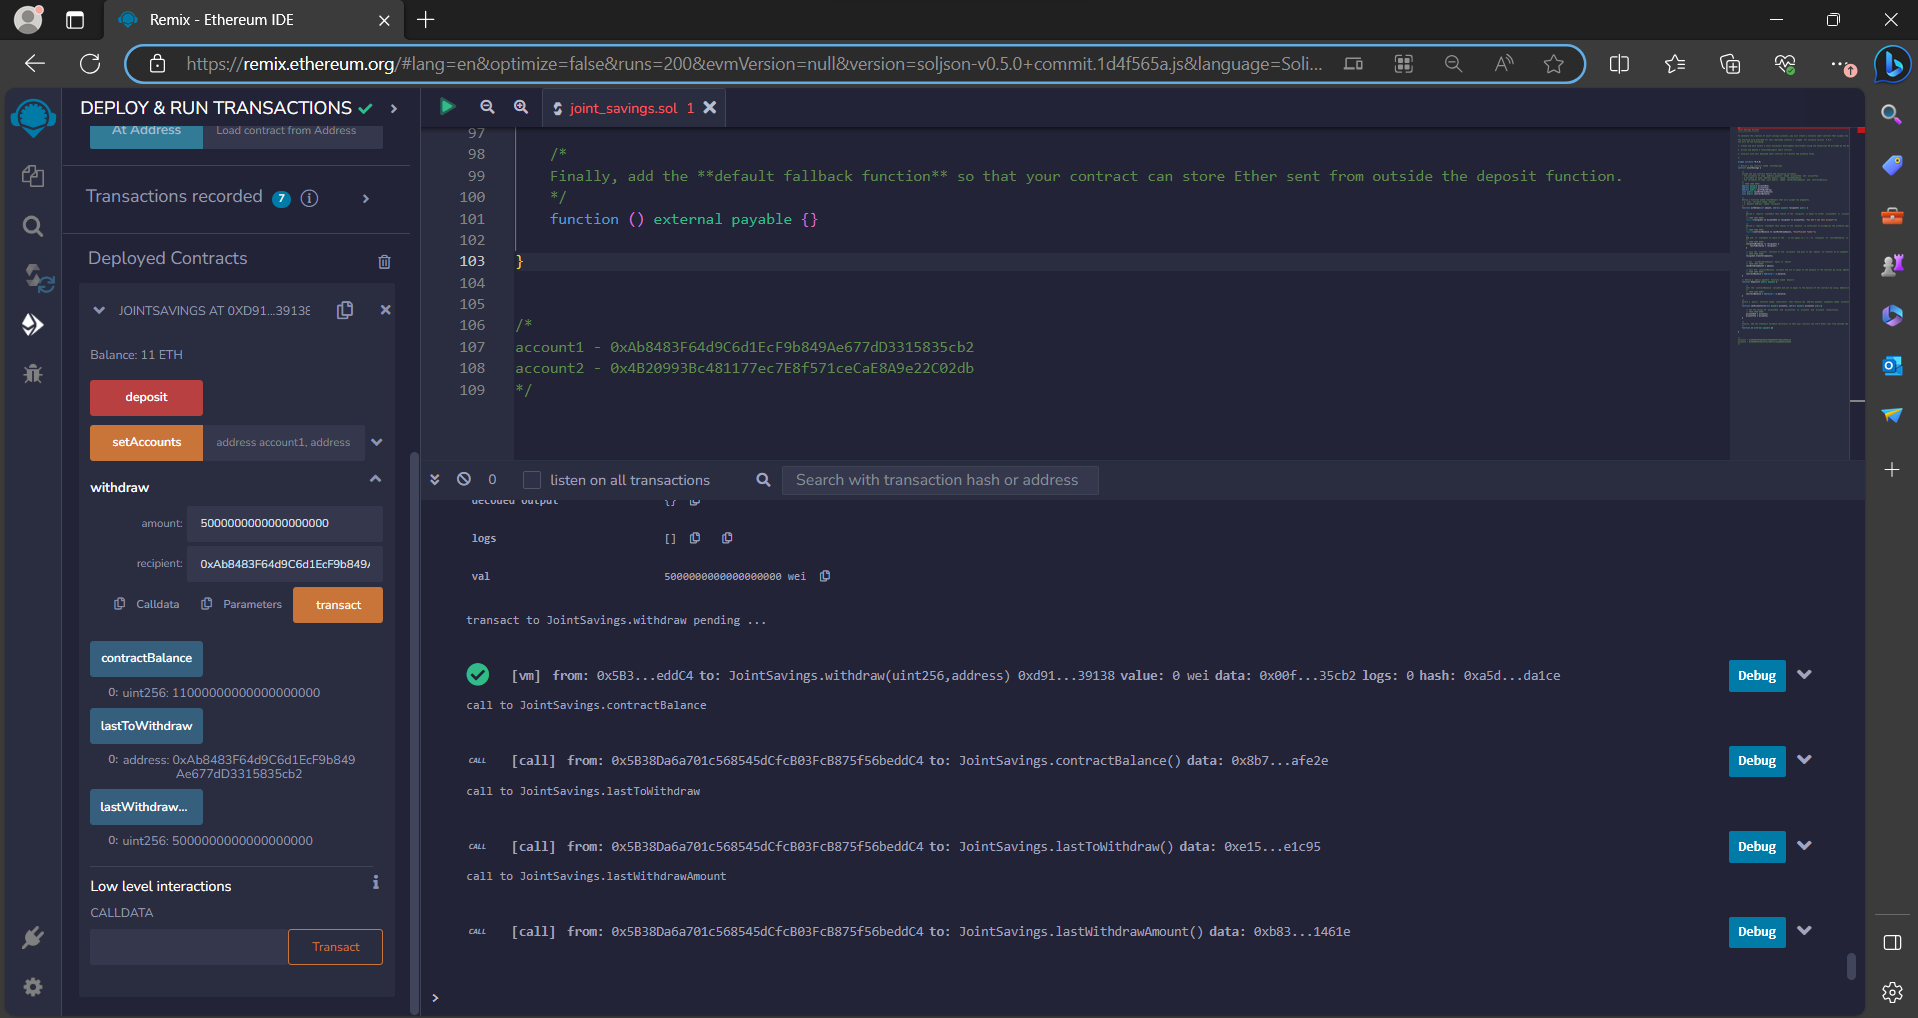 Remix - Ethereum IDE
https://remix.ethereum.org/#lang=en&optimize=false&runs=200&evmVersion=null&version=soljson-v0.5.0+commit.1d4f565a.js&language=Soli...
DEPLOY & RUN TRANSACTIONS
At Address Load contract from Address
Transactions recorded 7
Deployed Contracts
JOINTSAVINGS AT 0XD91...39138
Balance: 11 ETH
deposit
setAccounts address account1, address
withdraw
amount: 5000000000000000000
recipient: 0xAb8483F64d9C6d1EcF9b849
Calldata Parameters transact
contractBalance
0: uint256: 11000000000000000000
lastToWithdraw
0: address: 0xAb8483F64d9C6d1EcF9b849
Ae677dD3315835cb2
lastWithdraw...
0: uint256: 5000000000000000000
Low level interactions
CALLDATA
Transact
joint_savings.sol 1
97
98 /*
99 Finally, add the **default fallback function** so that your contract can store Ether sent from outside the deposit function.
100 */
101 function () external payable {}
102
103 }
104
105
106 /*
107 account1 - 0xAb8483F64d9C6d1EcF9b849Ae677dD3315835cb2
108 account2 - 0x4B20993Bc481177ec7E8f571ceCaE8A9e22C02db
109 */
0 listen on all transactions Search with transaction hash or address
decoded output {}
logs []
val 5000000000000000000 wei
transact to JointSavings.withdraw pending ...
[vm] from: 0x5B3...eddC4 to: JointSavings.withdraw(uint256,address) 0xd91...39138 value: 0 wei data: 0x00f...35cb2 logs: 0 hash: 0xa5d...da1ce Debug
call to JointSavings.contractBalance
CALL [call] from: 0x5B38Da6a701c568545dCfcB03FcB875f56beddC4 to: JointSavings.contractBalance() data: 0x8b7...afe2e Debug
call to JointSavings.lastToWithdraw
CALL [call] from: 0x5B38Da6a701c568545dCfcB03FcB875f56beddC4 to: JointSavings.lastToWithdraw() data: 0xe15...e1c95 Debug
call to JointSavings.lastWithdrawAmount
CALL [call] from: 0x5B38Da6a701c568545dCfcB03FcB875f56beddC4 to: JointSavings.lastWithdrawAmount() data: 0xb83...1461e Debug
>